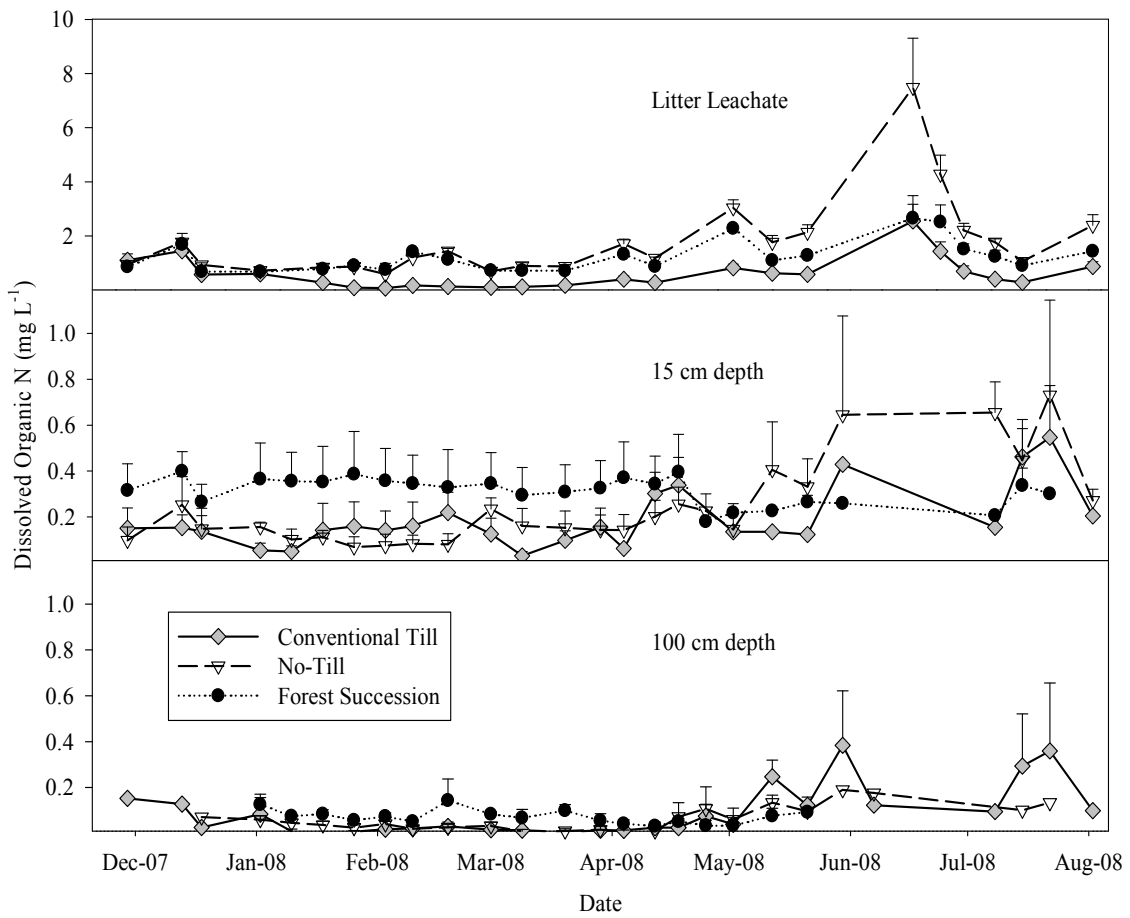 10
8
6
4
2
Litter Leachate
Dissolved Organic N (mg L⁻¹)
1.0
0.8
0.6
0.4
0.2
15 cm depth
1.0
0.8
0.6
0.4
0.2
100 cm depth
Conventional Till
No-Till
Forest Succession
Dec-07 Jan-08 Feb-08 Mar-08 Apr-08 May-08 Jun-08 Jul-08 Aug-08
Date